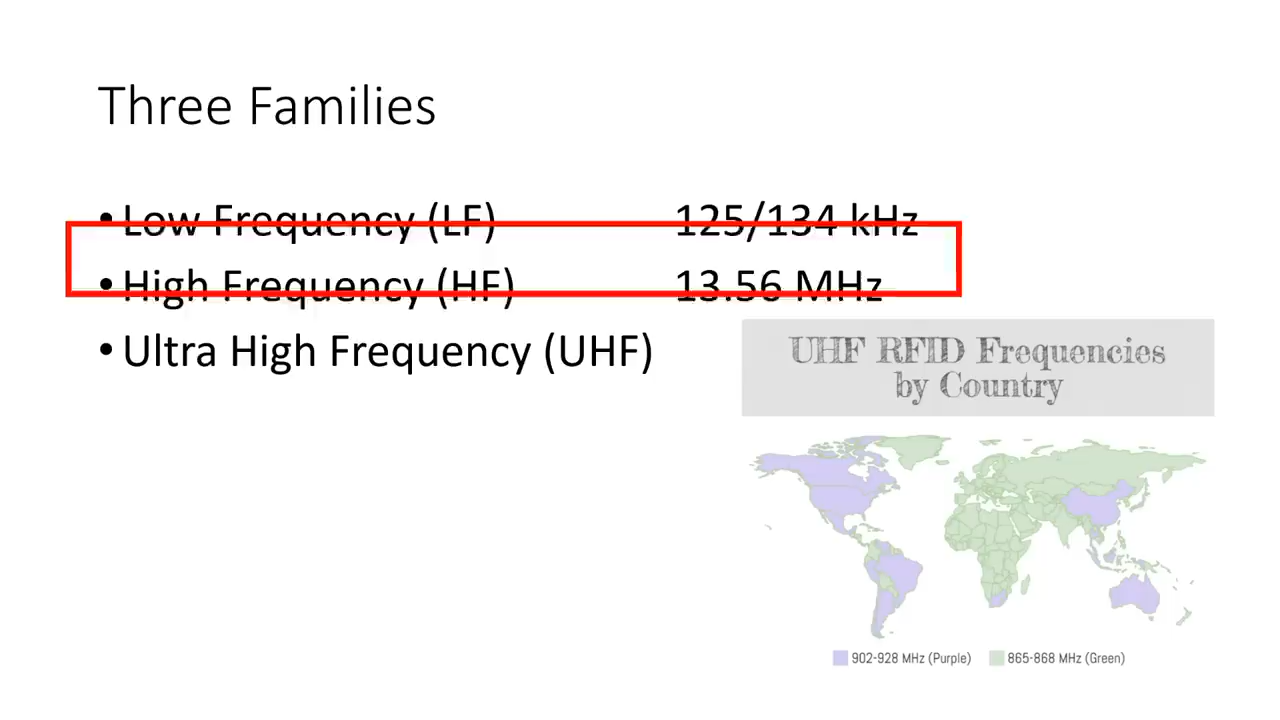 Three Families
• Low Frequency (LF) 125/134 kHz
• High Frequency (HF) 13.56 MHz
• Ultra High Frequency (UHF)
UHF RFID Frequencies
by Country
902-928 MHz (Purple) 865-868 MHz (Green)